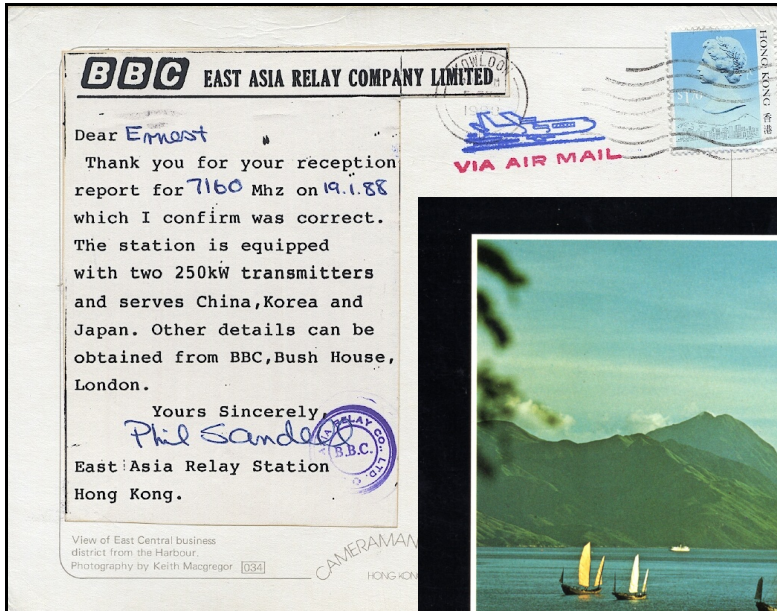 BBC EAST ASIA RELAY COMPANY LIMITED
KOWLOON
HONG KONG 香港
VIA AIR MAIL
Dear Ernest
Thank you for your reception
report for 7160 Mhz on 19.1.88
which I confirm was correct.
The station is equipped
with two 250kW transmitters
and serves China,Korea and
Japan. Other details can be
obtained from BBC,Bush House,
London.
Yours Sincerely,
Phil Sandell
RELAY CO., LTD.
B.B.C.
East Asia Relay Station
Hong Kong.
View of East Central business
district from the Harbour.
Photography by Keith Macgregor 034
CAMERAMAN